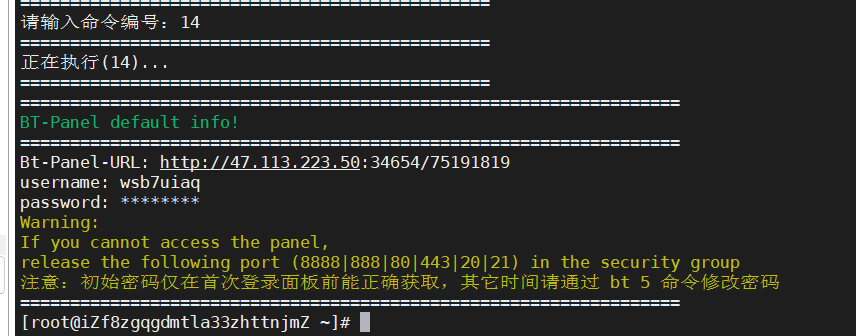 ===============================================
请输入命令编号：14
===============================================
正在执行(14)...
===============================================
==================================================================
BT-Panel default info!
==================================================================
Bt-Panel-URL: http://47.113.223.50:34654/75191819
username: wsb7uiaq
password: ********
Warning:
If you cannot access the panel,
release the following port (8888|888|80|443|20|21) in the security group
注意：初始密码仅在首次登录面板前能正确获取，其它时间请通过 bt 5 命令修改密码
==================================================================
[root@iZf8zgqgdmtla33zhttnjmZ ~]#